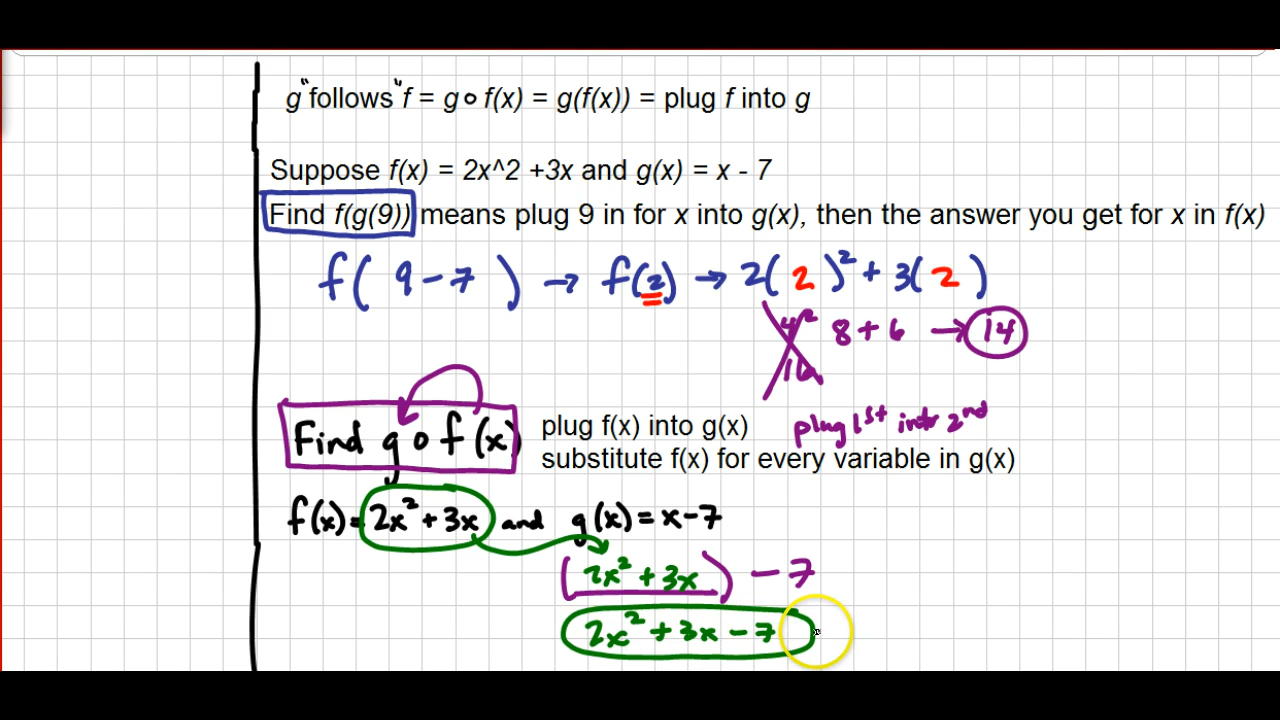 g "follows" f = g o f(x) = g(f(x)) = plug f into g
Suppose f(x) = 2x^2 +3x and g(x) = x - 7
Find f(g(9)) means plug 9 in for x into g(x), then the answer you get for x in f(x)
f( 9 - 7 ) → f(2) → 2( 2 )² + 3( 2 )
4² 8 + 6 → 14
16
Find g o f(x) plug f(x) into g(x) plug 1st into 2nd
substitute f(x) for every variable in g(x)
f(x) = 2x² + 3x and g(x) = x - 7
( 2x² + 3x ) - 7
2x² + 3x - 7